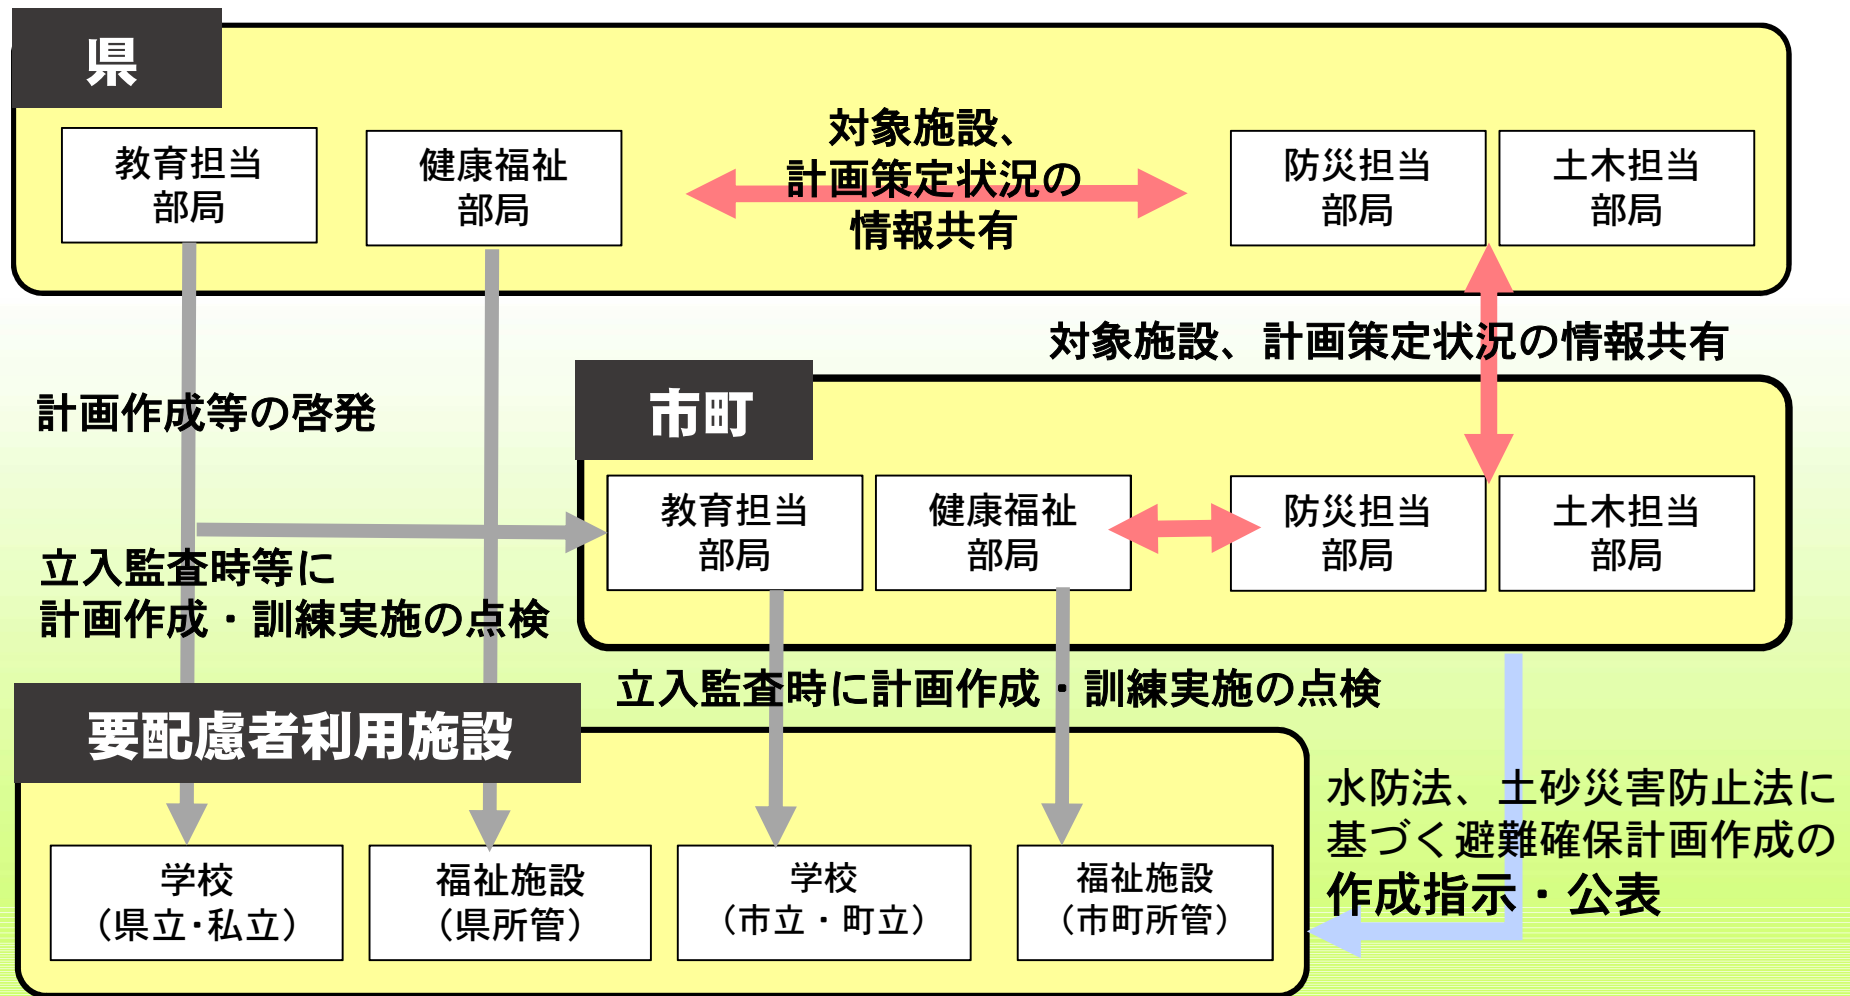 県
教育担当
部局
健康福祉
部局
対象施設、
計画策定状況の
情報共有
防災担当
部局
土木担当
部局
対象施設、計画策定状況の情報共有
計画作成等の啓発
市町
教育担当
部局
健康福祉
部局
防災担当
部局
土木担当
部局
立入監査時等に
計画作成・訓練実施の点検
立入監査時に計画作成・訓練実施の点検
要配慮者利用施設
水防法、土砂災害防止法に
基づく避難確保計画作成の
作成指示・公表
学校
（県立・私立）
福祉施設
（県所管）
学校
（市立・町立）
福祉施設
（市町所管）